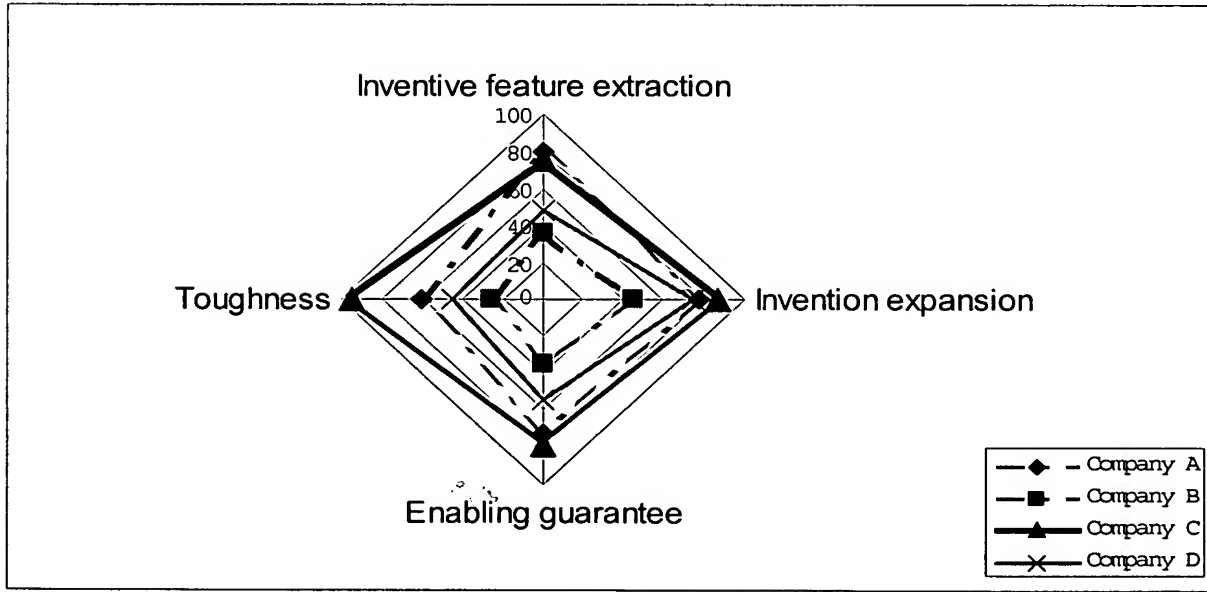 Inventive feature extraction
100
80
60
40
20
0
Toughness
Invention expansion
Enabling guarantee
Company A
Company B
Company C
Company D